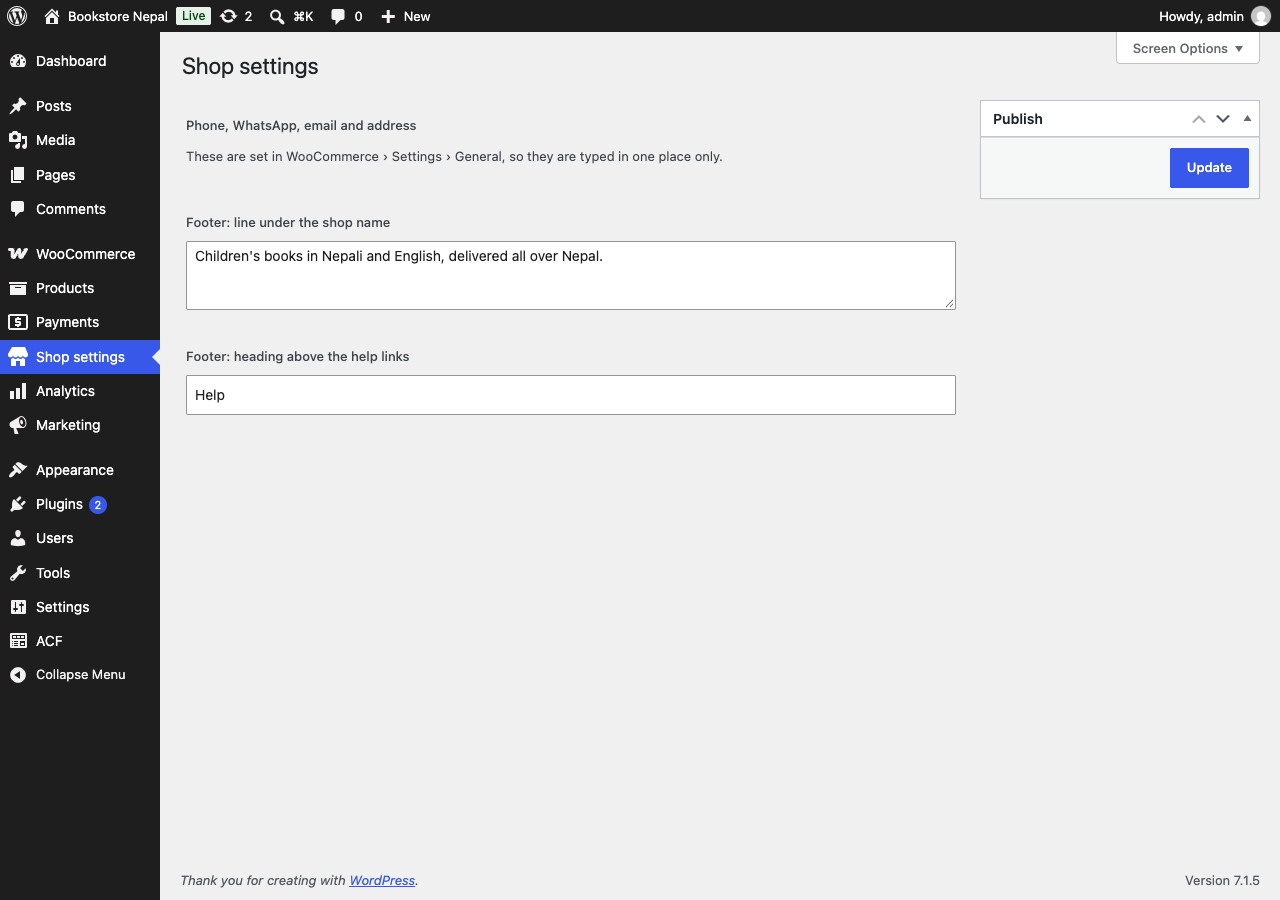 Bookstore Nepal Live 2 ⌘K 0 New Howdy, admin
Dashboard
Posts
Media
Pages
Comments
WooCommerce
Products
Payments
Shop settings
Analytics
Marketing
Appearance
Plugins 2
Users
Tools
Settings
ACF
Collapse Menu
Screen Options
Shop settings
Phone, WhatsApp, email and address
These are set in WooCommerce › Settings › General, so they are typed in one place only.
Footer: line under the shop name
Children's books in Nepali and English, delivered all over Nepal.
Footer: heading above the help links
Help
Publish
Update
Thank you for creating with WordPress.
Version 7.1.5